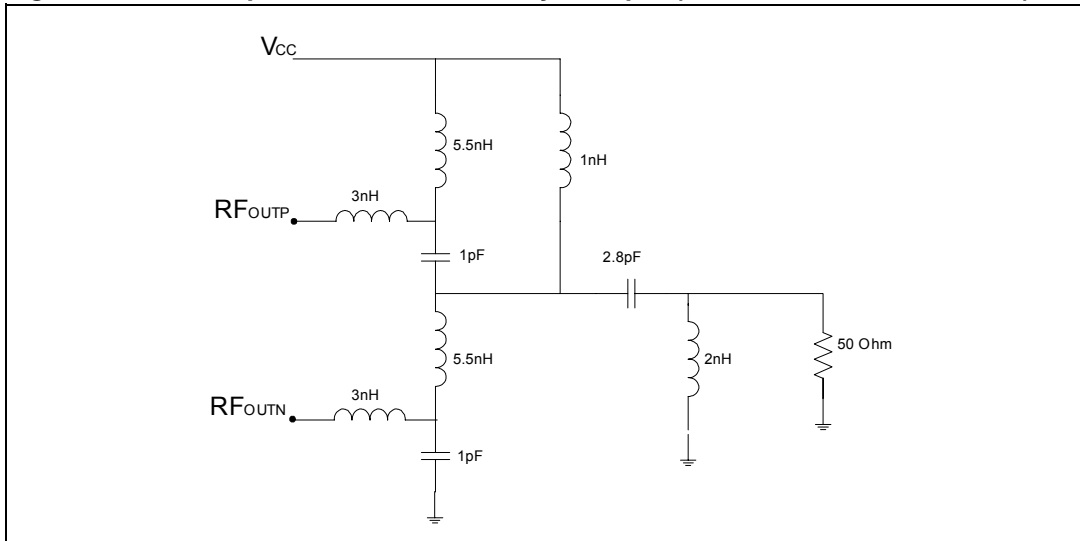 VCC
5.5nH
1nH
3nH
RFOUTP
1pF
2.8pF
5.5nH
2nH
50 Ohm
3nH
RFOUTN
1pF